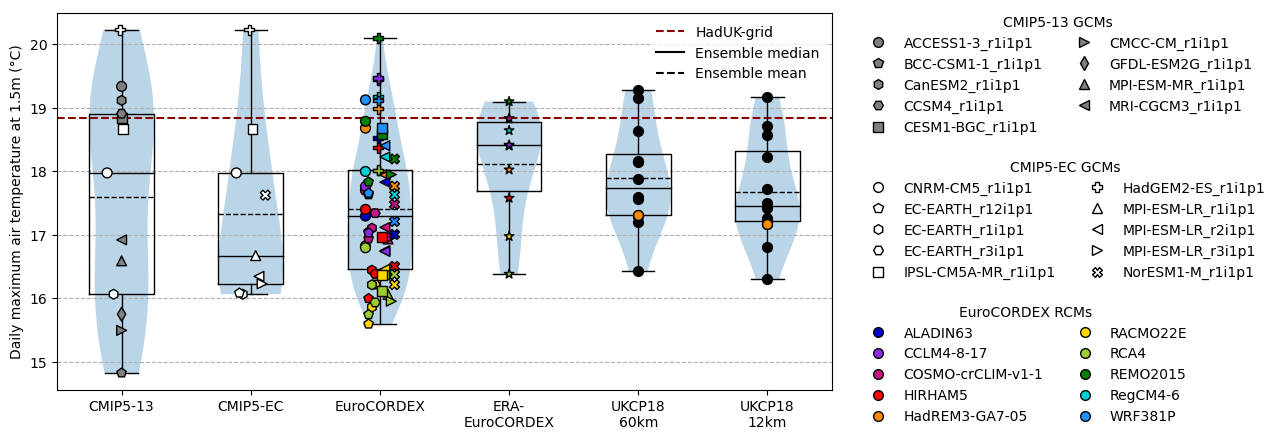 Daily maximum air temperature at 1.5m (°C)
20
19
18
17
16
15
HadUK-grid
Ensemble median
Ensemble mean
CMIP5-13
CMIP5-EC
EuroCORDEX
ERA-
EuroCORDEX
UKCP18
60km
UKCP18
12km
CMIP5-13 GCMs
ACCESS1-3_r1i1p1
BCC-CSM1-1_r1i1p1
CanESM2_r1i1p1
CCSM4_r1i1p1
CESM1-BGC_r1i1p1
CMCC-CM_r1i1p1
GFDL-ESM2G_r1i1p1
MPI-ESM-MR_r1i1p1
MRI-CGCM3_r1i1p1
CMIP5-EC GCMs
CNRM-CM5_r1i1p1
EC-EARTH_r12i1p1
EC-EARTH_r1i1p1
EC-EARTH_r3i1p1
IPSL-CM5A-MR_r1i1p1
HadGEM2-ES_r1i1p1
MPI-ESM-LR_r1i1p1
MPI-ESM-LR_r2i1p1
MPI-ESM-LR_r3i1p1
NorESM1-M_r1i1p1
EuroCORDEX RCMs
ALADIN63
CCLM4-8-17
COSMO-crCLIM-v1-1
HIRHAM5
HadREM3-GA7-05
RACMO22E
RCA4
REMO2015
RegCM4-6
WRF381P